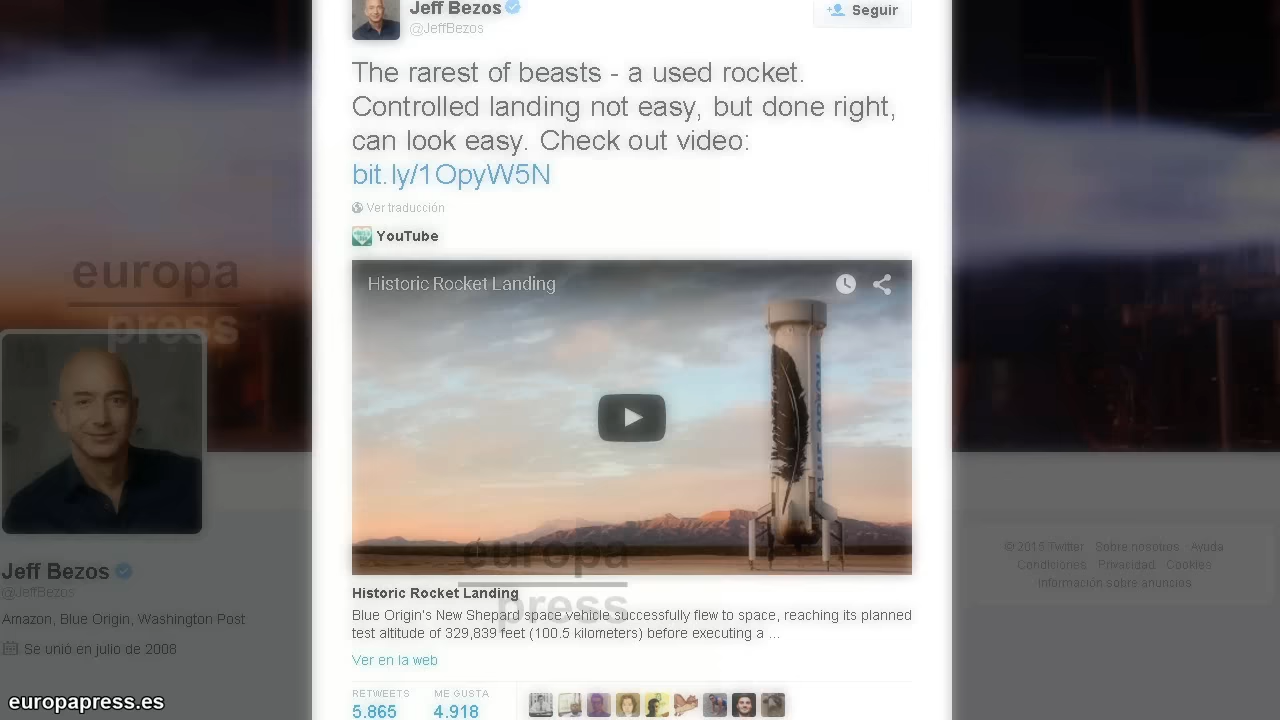 Jeff Bezos
@JeffBezos
Seguir
The rarest of beasts - a used rocket.
Controlled landing not easy, but done right,
can look easy. Check out video:
bit.ly/1OpyW5N
Ver traducción
YouTube
Historic Rocket Landing
europa
press
europa
press
Historic Rocket Landing
Blue Origin's New Shepard space vehicle successfully flew to space, reaching its planned
test altitude of 329,839 feet (100.5 kilometers) before executing a ...
Ver en la web
RETWEETS
ME GUSTA
5.865
4.918
Jeff Bezos
@JeffBezos
Amazon, Blue Origin, Washington Post
Se unió en julio de 2008
© 2015 Twitter Sobre nosotros Ayuda
Condiciones Privacidad Cookies
Información sobre anuncios
europapress.es